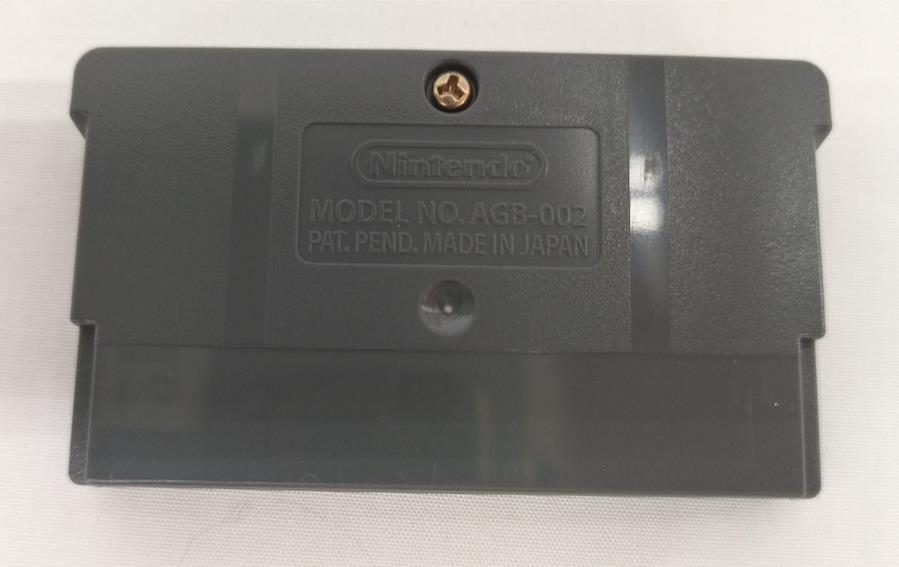 Nintendo®
MODEL NO. AGB-002
PAT. PEND. MADE IN JAPAN